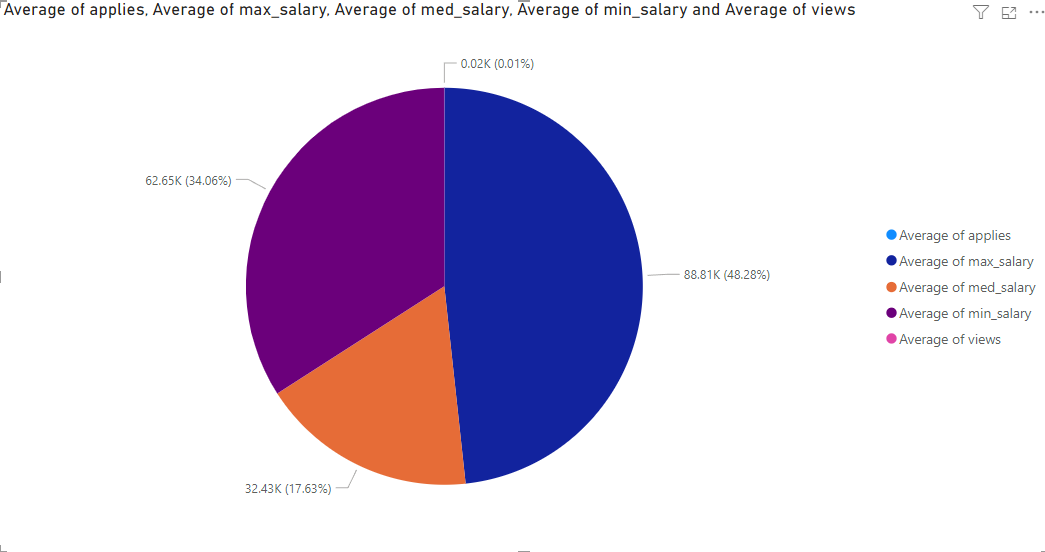 Average of applies, Average of max_salary, Average of med_salary, Average of min_salary and Average of views
0.02K (0.01%)
62.65K (34.06%)
88.81K (48.28%)
32.43K (17.63%)
Average of applies
Average of max_salary
Average of med_salary
Average of min_salary
Average of views